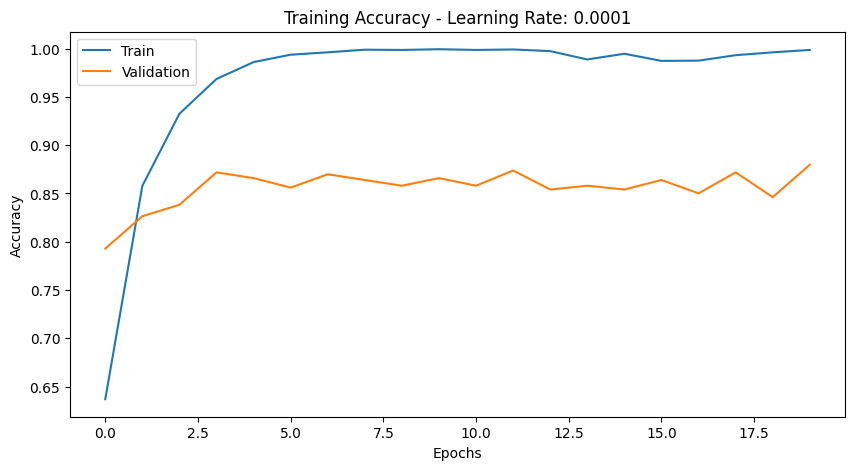 Training Accuracy - Learning Rate: 0.0001
Train
Validation
1.00
0.95
0.90
0.85
0.80
0.75
0.70
0.65
Accuracy
0.0 2.5 5.0 7.5 10.0 12.5 15.0 17.5
Epochs